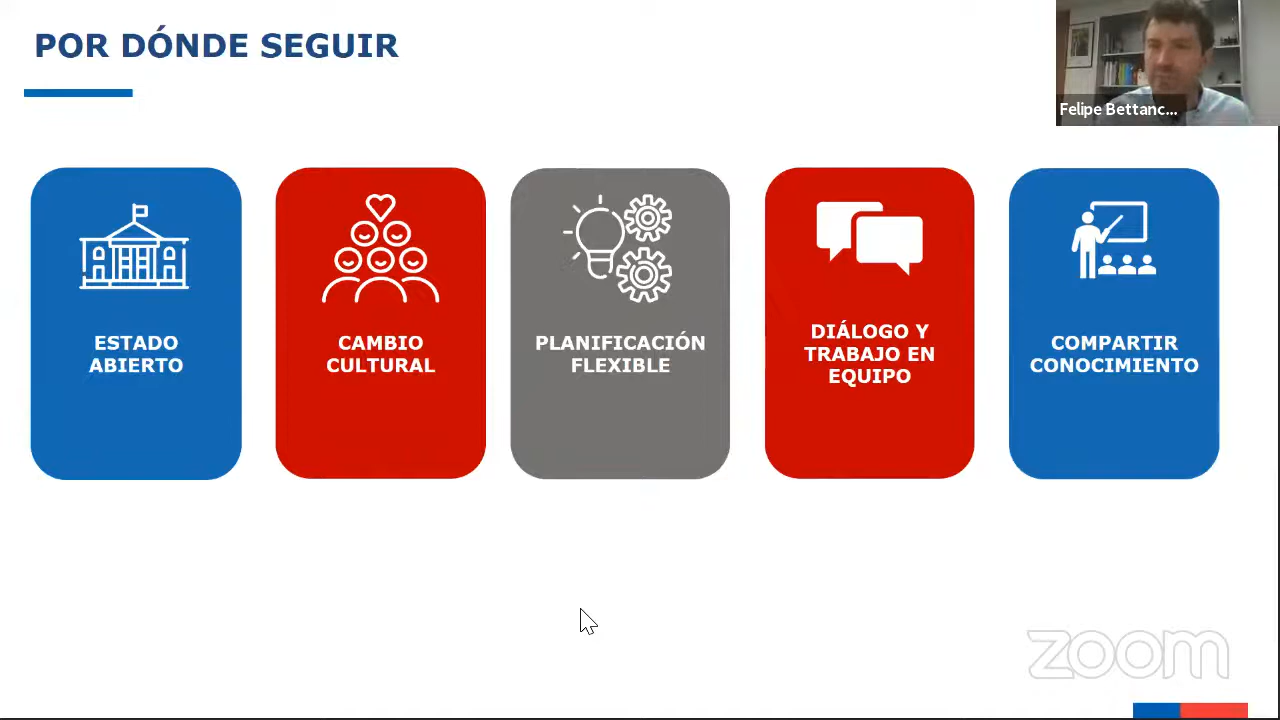 POR DÓNDE SEGUIR
Felipe Bettanc...
ESTADO
ABIERTO
CAMBIO
CULTURAL
PLANIFICACIÓN
FLEXIBLE
DIÁLOGO Y
TRABAJO EN
EQUIPO
COMPARTIR
CONOCIMIENTO
zoom